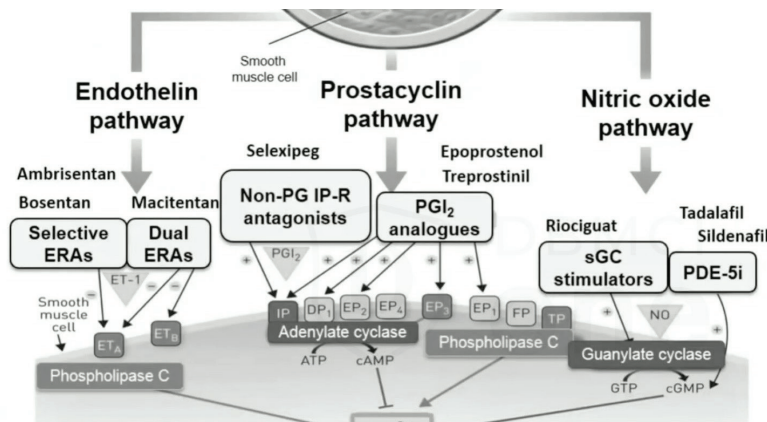 Smooth
muscle cell
Endothelin
pathway
Prostacyclin
pathway
Nitric oxide
pathway
Ambrisentan
Bosentan
Macitentan
Selective
ERAs
Dual
ERAs
ET-1
Smooth
muscle
cell
ETA
ETB
Phospholipase C
Selexipeg
Epoprostenol
Treprostinil
Non-PG IP-R
antagonists
PGI2
analogues
PGI2
+ + + + + + +
IP
DP1
EP2
EP4
EP3
EP1
FP
TP
Adenylate cyclase
Phospholipase C
ATP
cAMP
Riociguat
Tadalafil
Sildenafil
sGC
stimulators
PDE-5i
NO
+ +
Guanylate cyclase
GTP
cGMP